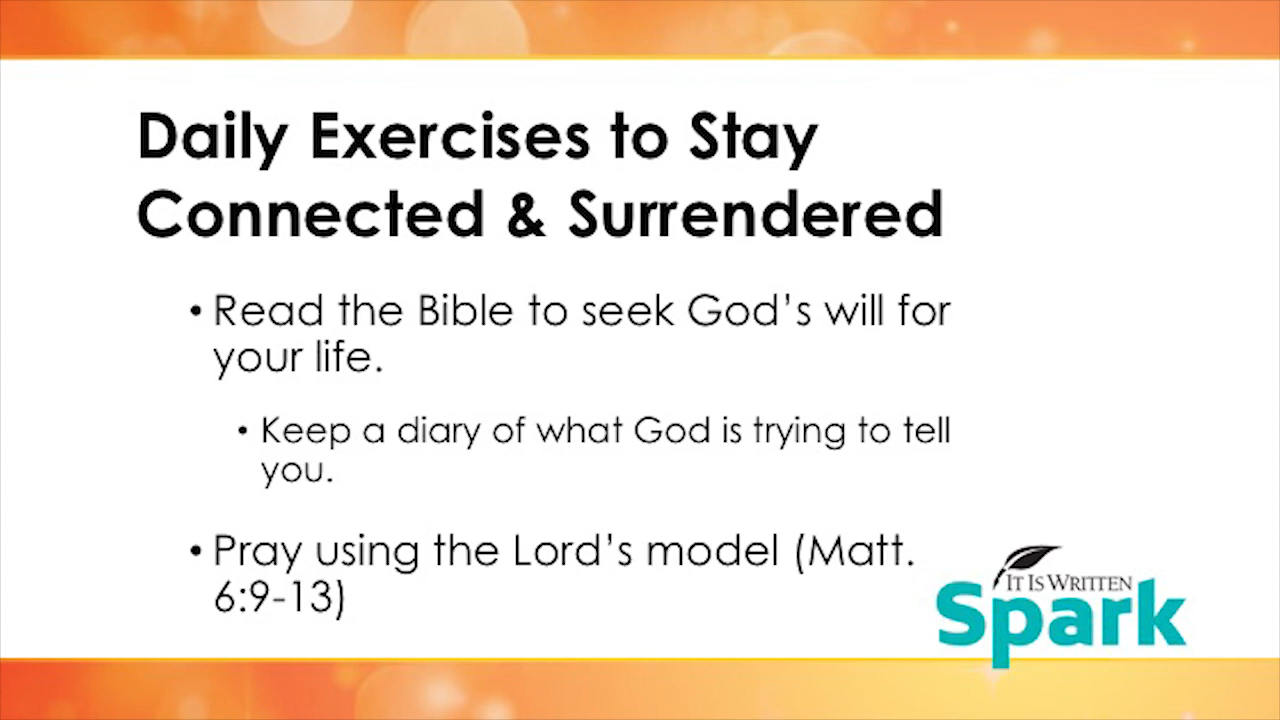 Daily Exercises to Stay
Connected & Surrendered
• Read the Bible to seek God's will for
your life.
• Keep a diary of what God is trying to tell
you.
• Pray using the Lord's model (Matt.
6:9-13)
IT IS WRITTEN
Spark